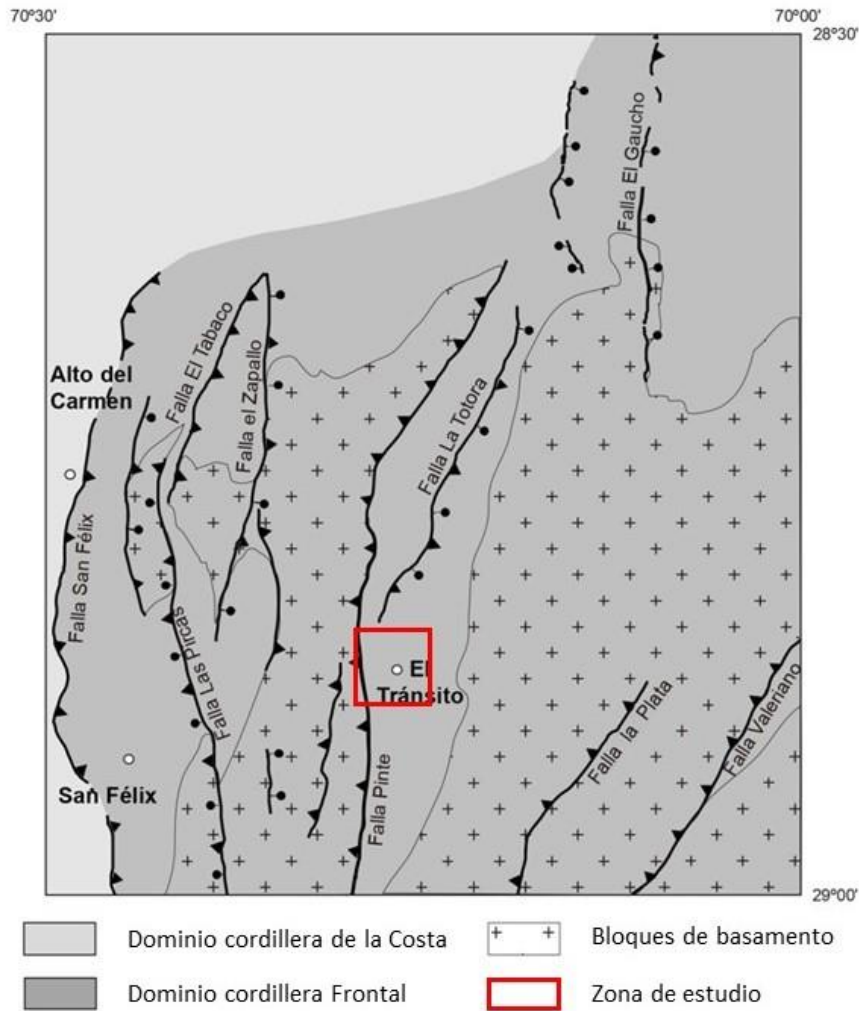 70°30'
70°00'
28°30'
Falla El Gaucho
Falla El Tabaco
Alto del
Carmen
Falla el Zapallo
Falla La Totora
Falla San Félix
Falla Las Pircas
El
Tránsito
Falla la Plata
Falla Valeriano
San Félix
Falla Pinte
29°00'
Dominio cordillera de la Costa
Bloques de basamento
Dominio cordillera Frontal
Zona de estudio